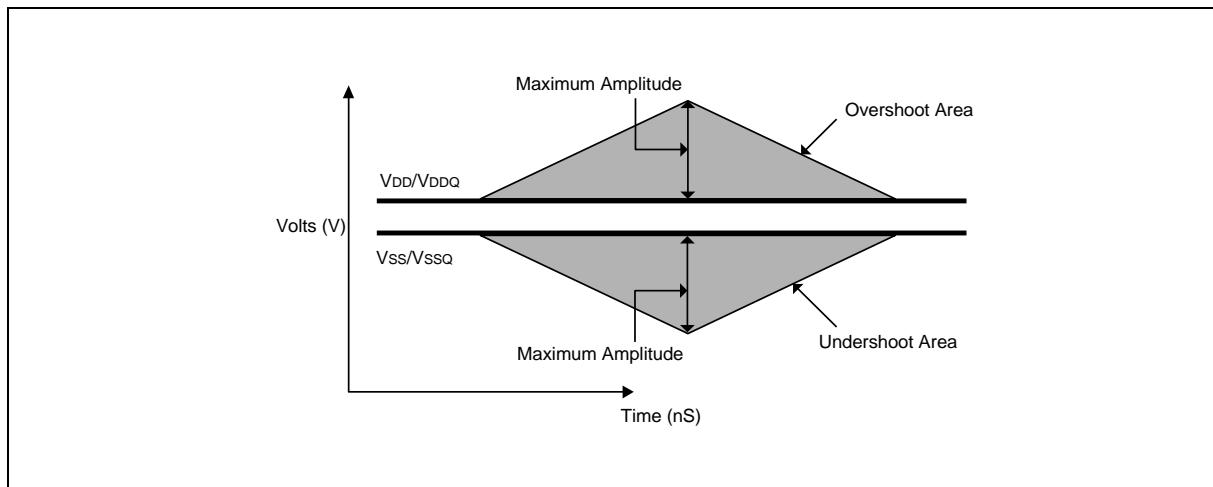 Maximum Amplitude
Overshoot Area
VDD/VDDQ
Volts (V)
VSS/VSSQ
Maximum Amplitude
Undershoot Area
Time (nS)